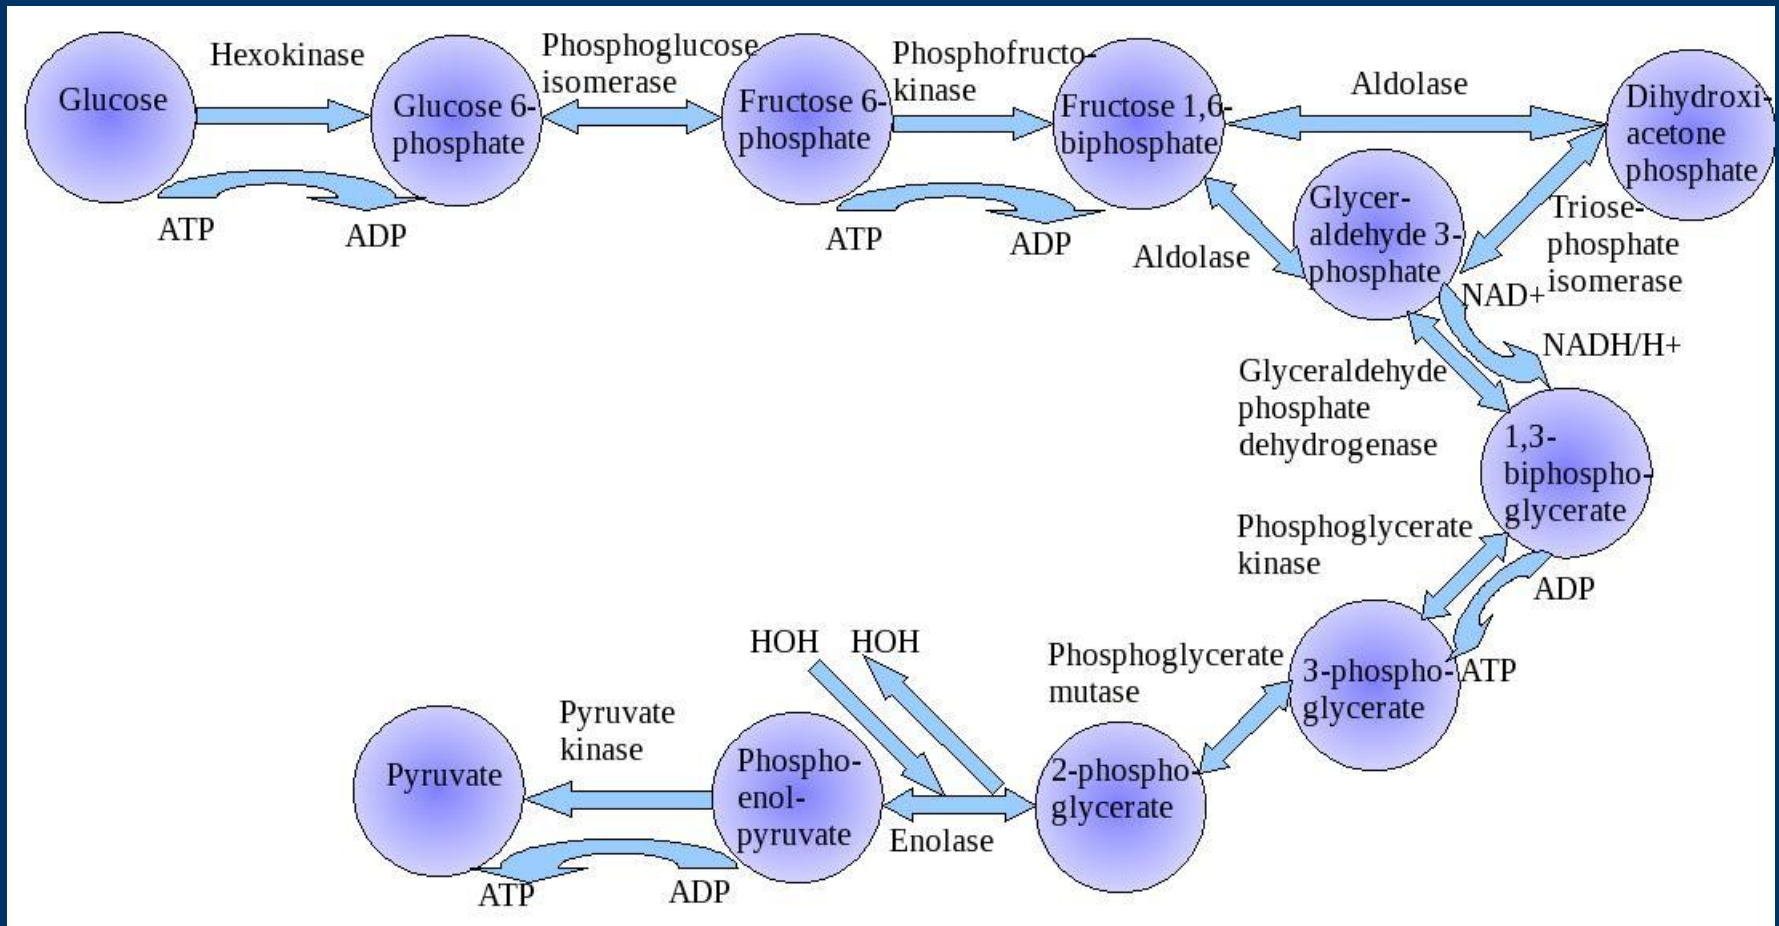 Glucose
Hexokinase
ATP
ADP
Glucose 6-
phosphate
Phosphoglucose
isomerase
Fructose 6-
phosphate
Phosphofructo-
kinase
ATP
ADP
Fructose 1,6-
biphosphate
Aldolase
Dihydroxi-
acetone
phosphate
Aldolase
Glycer-
aldehyde 3-
phosphate
Triose-
phosphate
isomerase
NAD+
NADH/H+
Glyceraldehyde
phosphate
dehydrogenase
1,3-
biphospho-
glycerate
Phosphoglycerate
kinase
ADP
ATP
3-phospho-
glycerate
Phosphoglycerate
mutase
2-phospho-
glycerate
HOH
HOH
Enolase
Phospho-
enol-
pyruvate
Pyruvate
kinase
ADP
ATP
Pyruvate